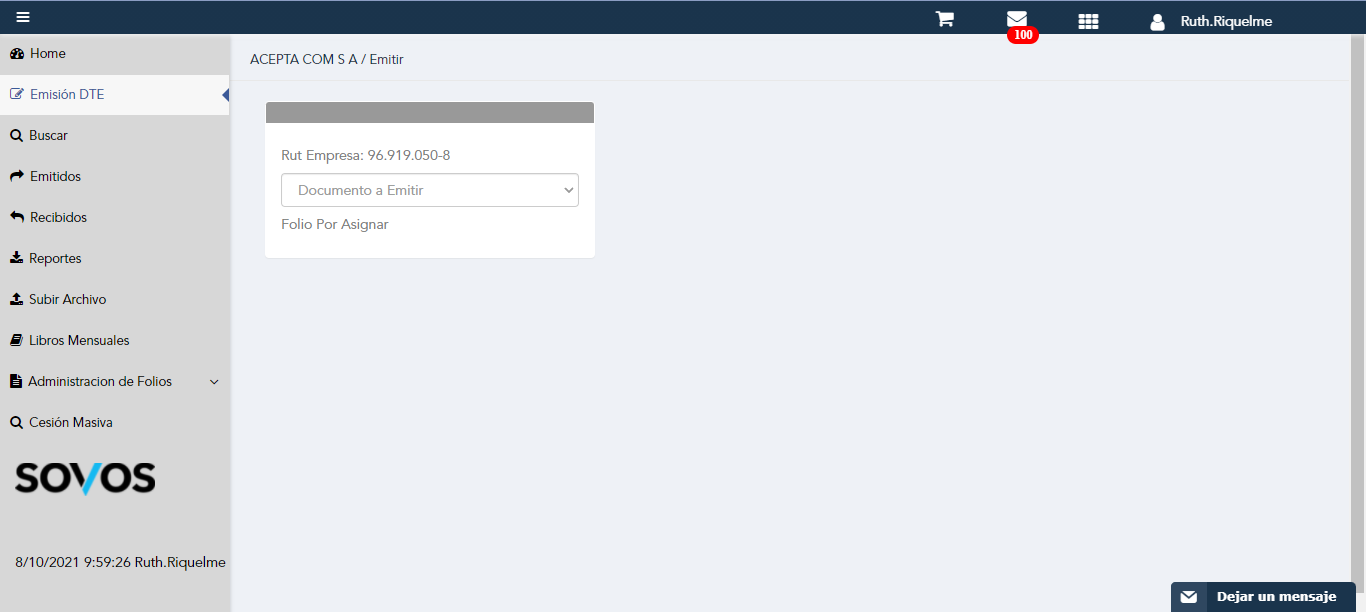 Ruth.Riquelme
100
Home
ACEPTA COM S A / Emitir
Emisión DTE
Buscar
Rut Empresa: 96.919.050-8
Emitidos
Documento a Emitir
Recibidos
Folio Por Asignar
Reportes
Subir Archivo
Libros Mensuales
Administracion de Folios
Cesión Masiva
SOVOS
8/10/2021 9:59:26 Ruth.Riquelme
Dejar un mensaje